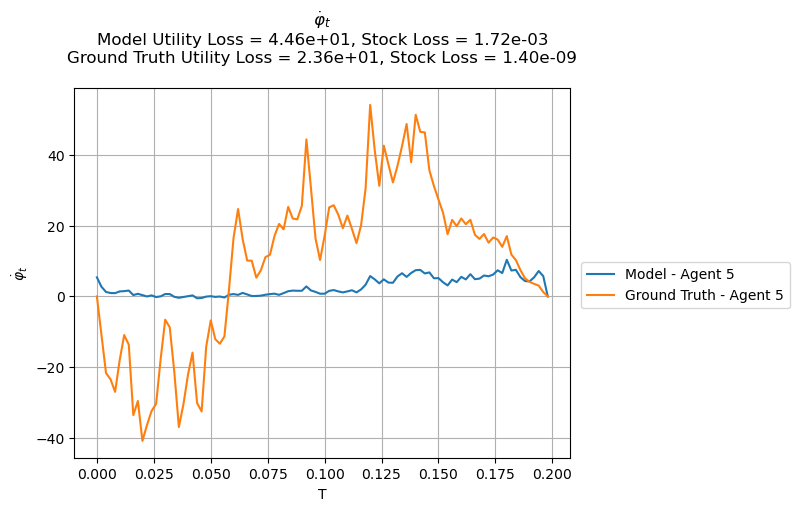 φ̇ₜ
Model Utility Loss = 4.46e+01, Stock Loss = 1.72e-03
Ground Truth Utility Loss = 2.36e+01, Stock Loss = 1.40e-09
φ̇ₜ
40
20
0
−20
−40
0.000 0.025 0.050 0.075 0.100 0.125 0.150 0.175 0.200
T
Model - Agent 5
Ground Truth - Agent 5